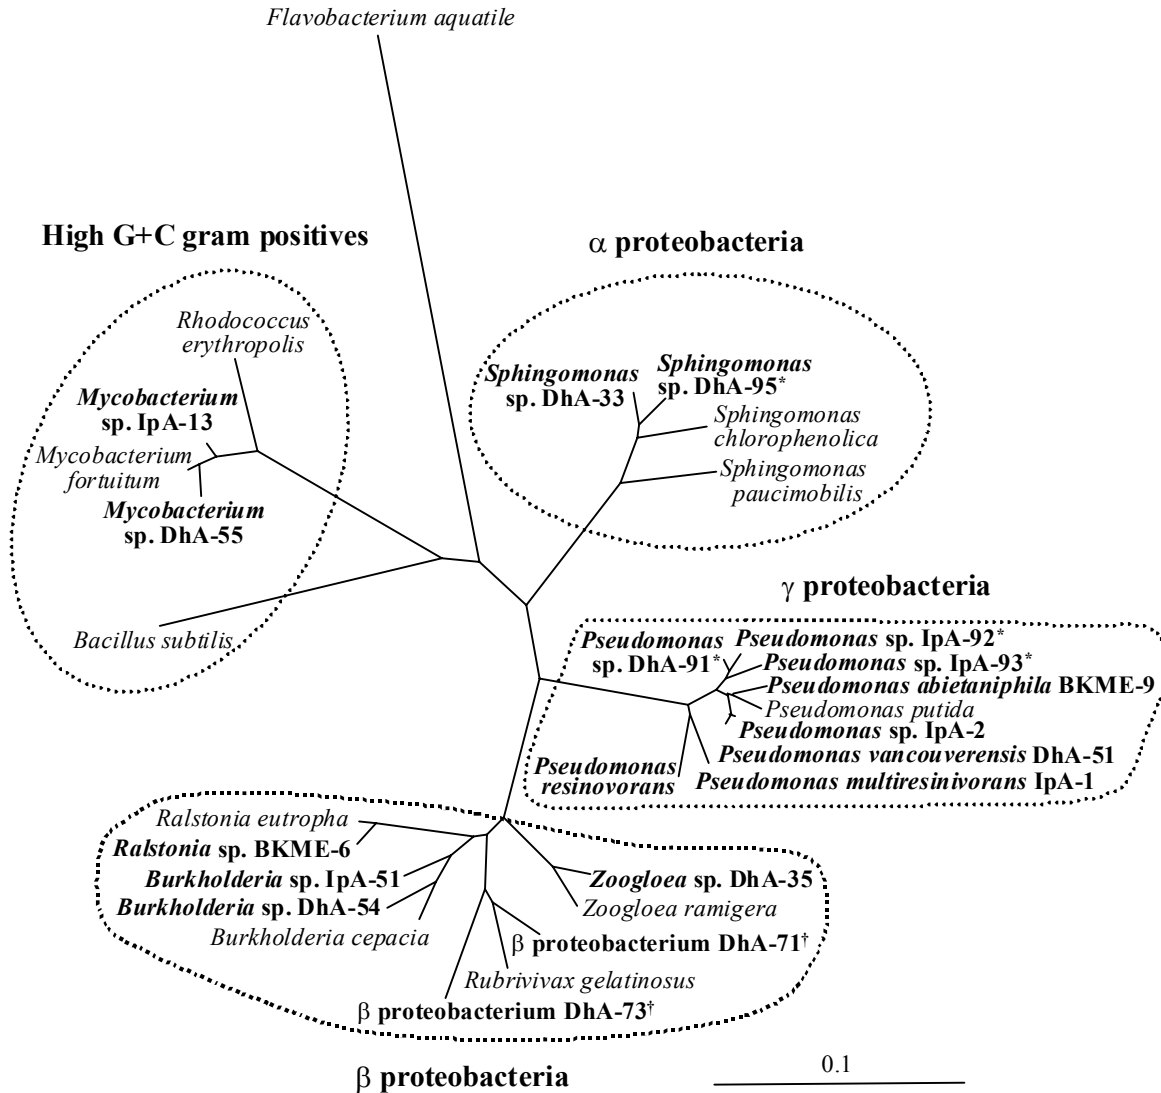 Flavobacterium aquatile
High G+C gram positives
α proteobacteria
Rhodococcus
erythropolis
Mycobacterium
sp. IpA-13
Mycobacterium
fortuitum
Mycobacterium
sp. DhA-55
Bacillus subtilis
Sphingomonas
sp. DhA-33
Sphingomonas
sp. DhA-95*
Sphingomonas
chlorophenolica
Sphingomonas
paucimobilis
γ proteobacteria
Pseudomonas
sp. DhA-91*
Pseudomonas sp. IpA-92*
Pseudomonas sp. IpA-93*
Pseudomonas abietaniphila BKME-9
Pseudomonas putida
Pseudomonas sp. IpA-2
Pseudomonas vancouverensis DhA-51
Pseudomonas multiresinivorans IpA-1
Pseudomonas
resinovorans
Ralstonia eutropha
Ralstonia sp. BKME-6
Burkholderia sp. IpA-51
Burkholderia sp. DhA-54
Burkholderia cepacia
Zoogloea sp. DhA-35
Zoogloea ramigera
β proteobacterium DhA-71†
Rubrivivax gelatinosus
β proteobacterium DhA-73†
β proteobacteria
0.1